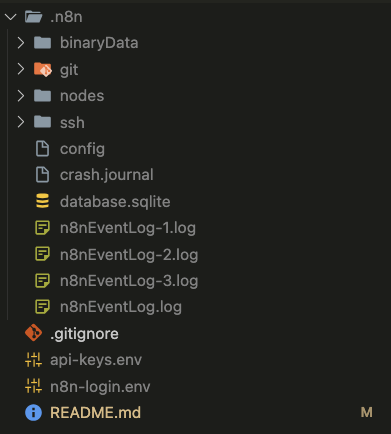 .n8n
binaryData
git
nodes
ssh
config
crash.journal
database.sqlite
n8nEventLog-1.log
n8nEventLog-2.log
n8nEventLog-3.log
n8nEventLog.log
.gitignore
api-keys.env
n8n-login.env
README.md M